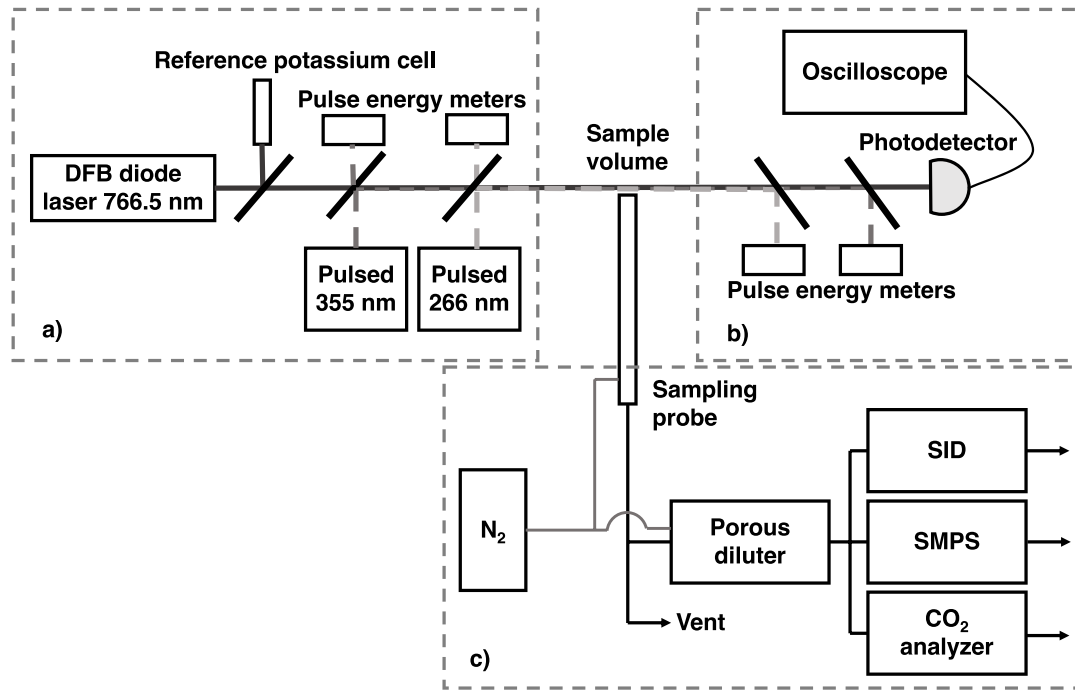 Reference potassium cell
Pulse energy meters
DFB diode
laser 766.5 nm
Pulsed
355 nm
Pulsed
266 nm
a)
Sample
volume
Oscilloscope
Photodetector
Pulse energy meters
b)
Sampling
probe
N₂
Porous
diluter
Vent
SID
SMPS
CO₂
analyzer
c)